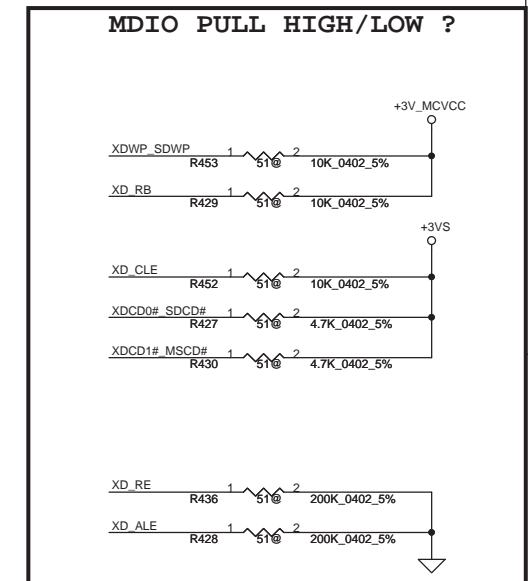 MDIO PULL HIGH/LOW ?
+3V_MCVCC
XDWP_SDWP 1 2
R453 51@ 10K_0402_5%
XD_RB 1 2
R429 51@ 10K_0402_5%
+3VS
XD_CLE 1 2
R452 51@ 10K_0402_5%
XDCD0#_SDCD# 1 2
R427 51@ 4.7K_0402_5%
XDCD1#_MSCD# 1 2
R430 51@ 4.7K_0402_5%
XD_RE 1 2
R436 51@ 200K_0402_5%
XD_ALE 1 2
R428 51@ 200K_0402_5%